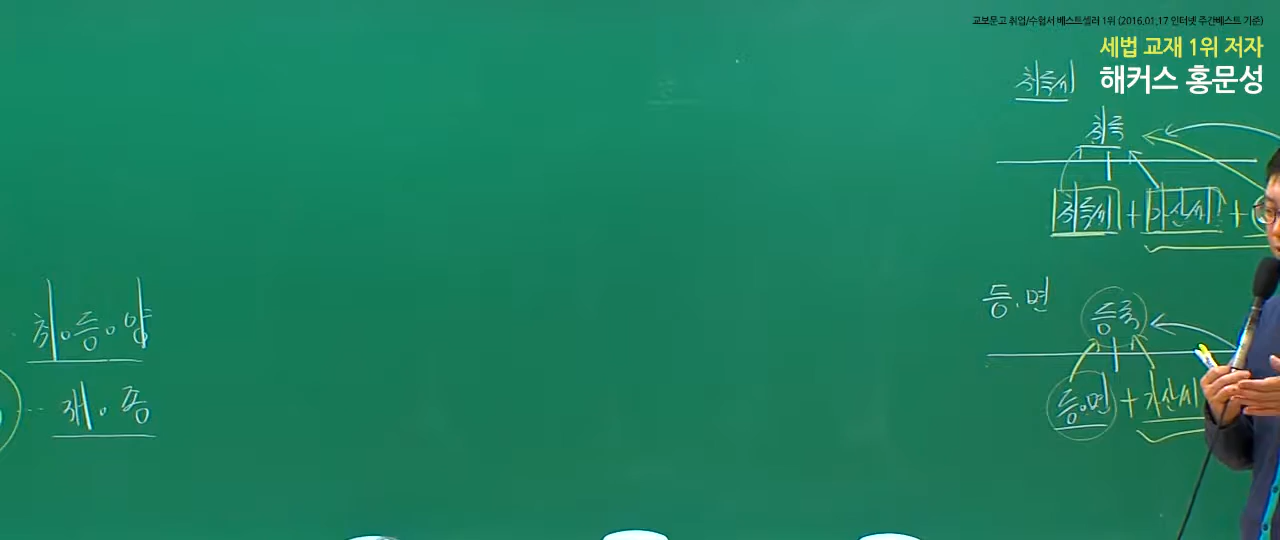 교보문고 취업/수험서 베스트셀러 1위 (2016.01.17 인터넷 주간베스트 기준)
세법 교재 1위 저자
해커스 홍문성
취득세
취득
취득세 + 가산세 +
등.면
등록
등.면 + 가산세
취.등.양
재.종